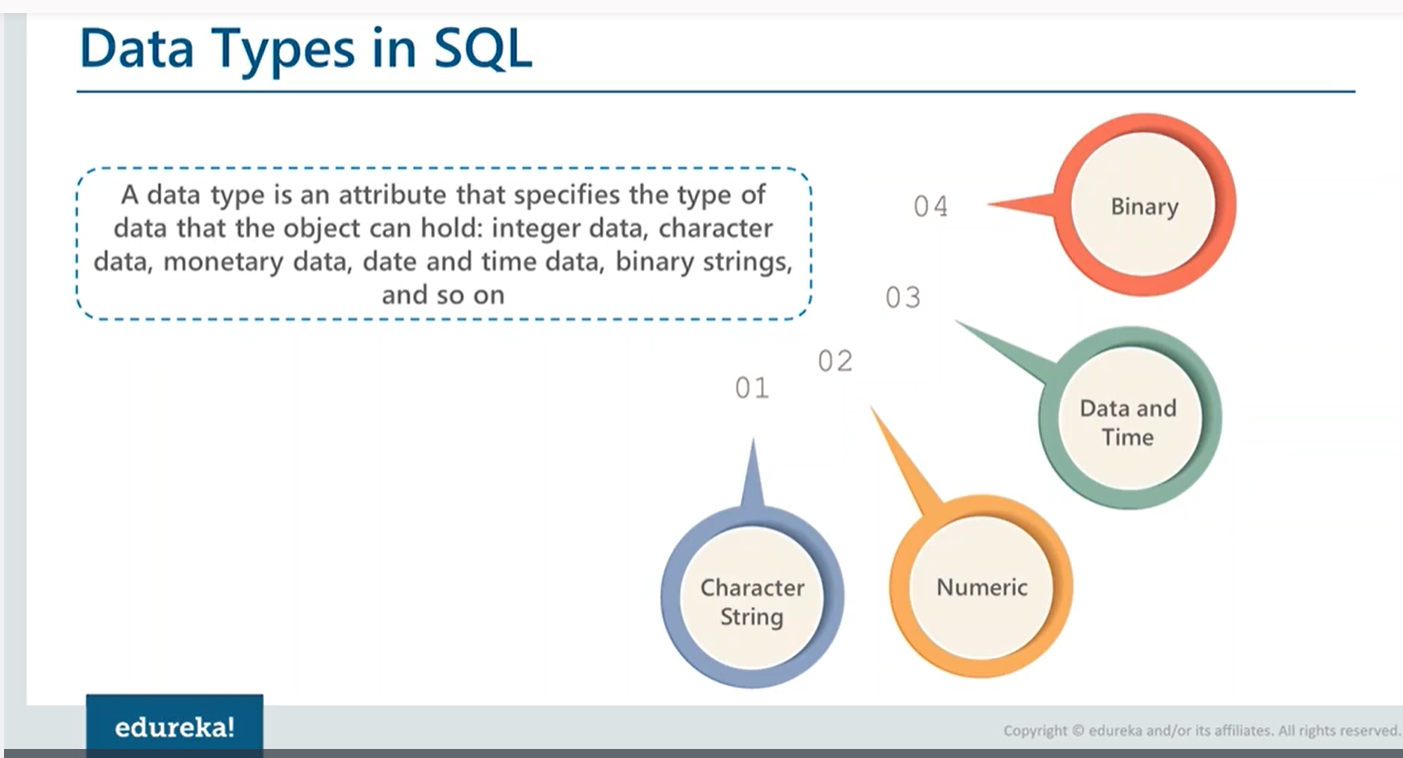 Data Types in SQL
A data type is an attribute that specifies the type of
data that the object can hold: integer data, character
data, monetary data, date and time data, binary strings,
and so on
04
Binary
03
Data and
Time
02
Numeric
01
Character
String
edureka!
Copyright © edureka and/or its affiliates. All rights reserved.